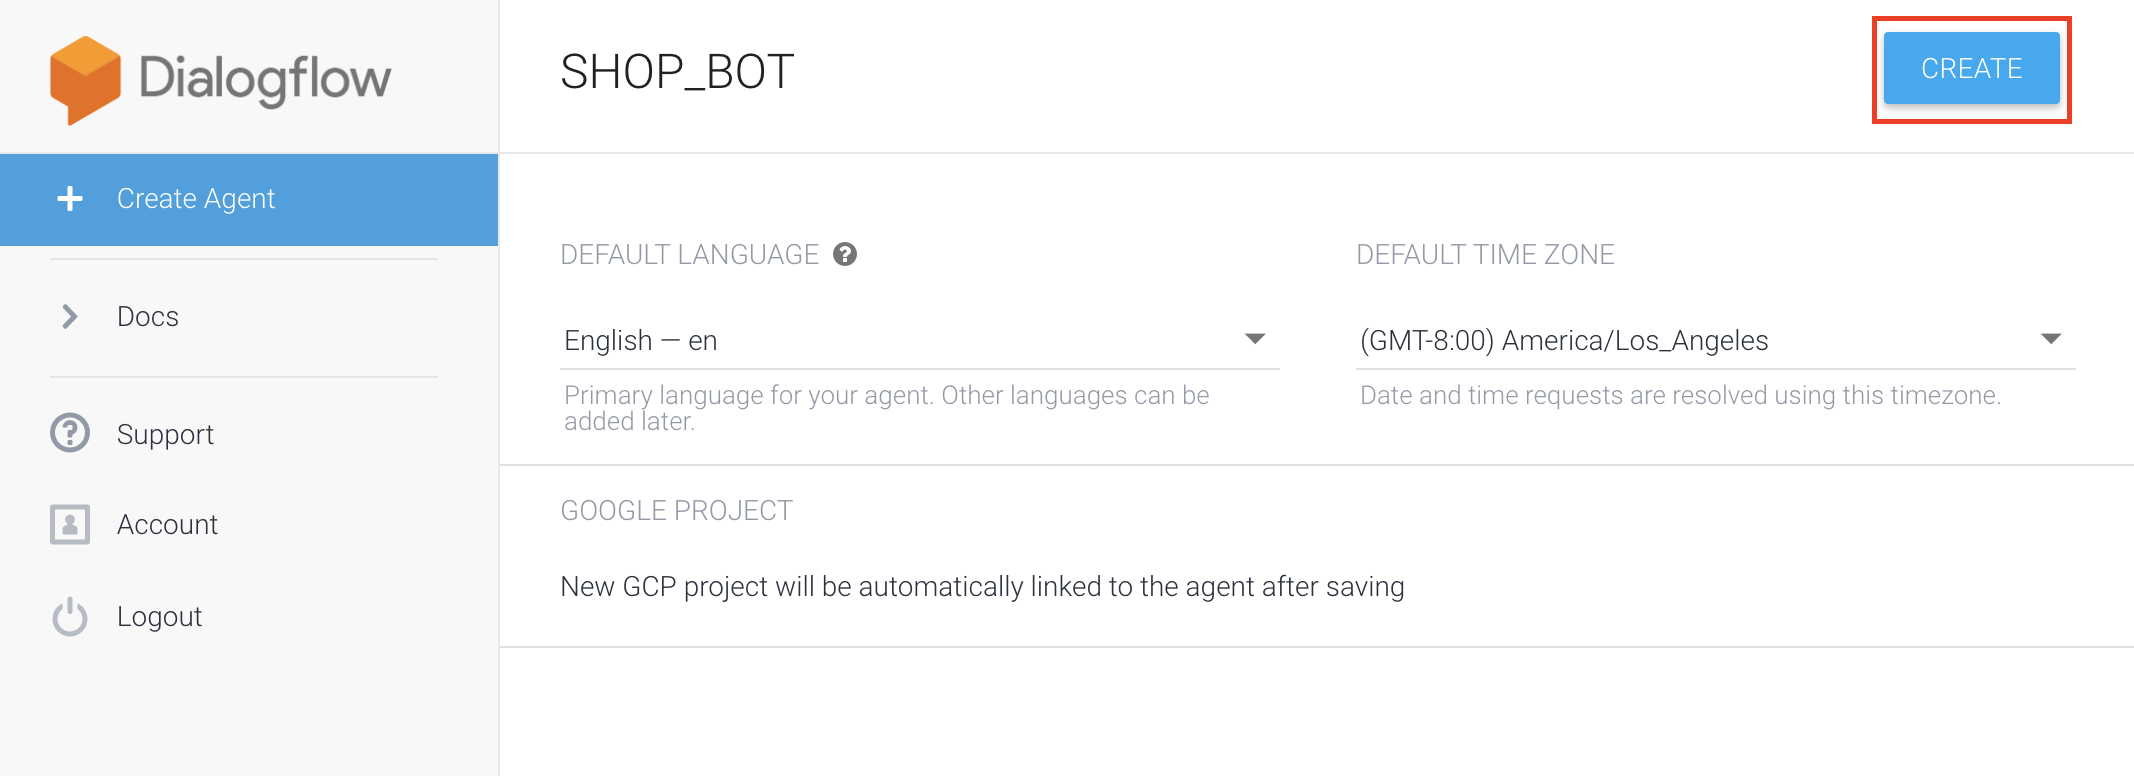 Dialogflow
Create Agent
Docs
Support
Account
Logout
SHOP_BOT
CREATE
DEFAULT LANGUAGE ?
English — en
Primary language for your agent. Other languages can be
added later.
DEFAULT TIME ZONE
(GMT-8:00) America/Los_Angeles
Date and time requests are resolved using this timezone.
GOOGLE PROJECT
New GCP project will be automatically linked to the agent after saving